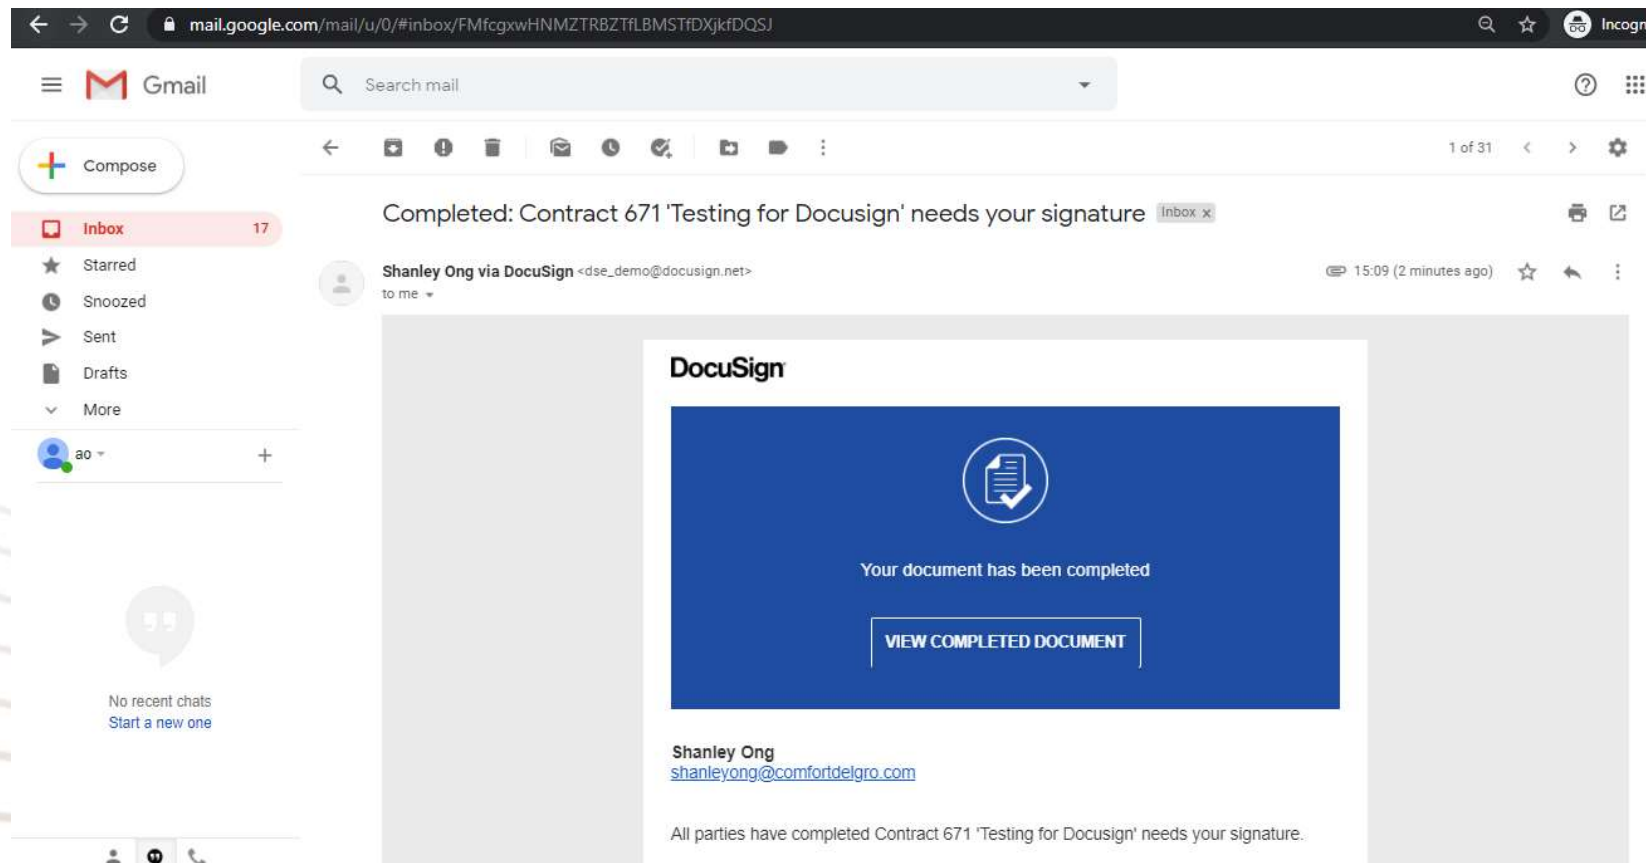 mail.google.com/mail/u/0/#inbox/FMfcgxwHNMZTRBZTfLBMSTfDXjkfDQSJ
Incogn
Gmail
Search mail
Compose
1 of 31
Completed: Contract 671 'Testing for Docusign' needs your signature Inbox x
Inbox 17
Starred
Shanley Ong via DocuSign <dse_demo@docusign.net>
15:09 (2 minutes ago)
to me
Snoozed
Sent
Drafts
More
ao
DocuSign
Your document has been completed
VIEW COMPLETED DOCUMENT
No recent chats
Start a new one
Shanley Ong
shanleyong@comfortdelgro.com
All parties have completed Contract 671 'Testing for Docusign' needs your signature.